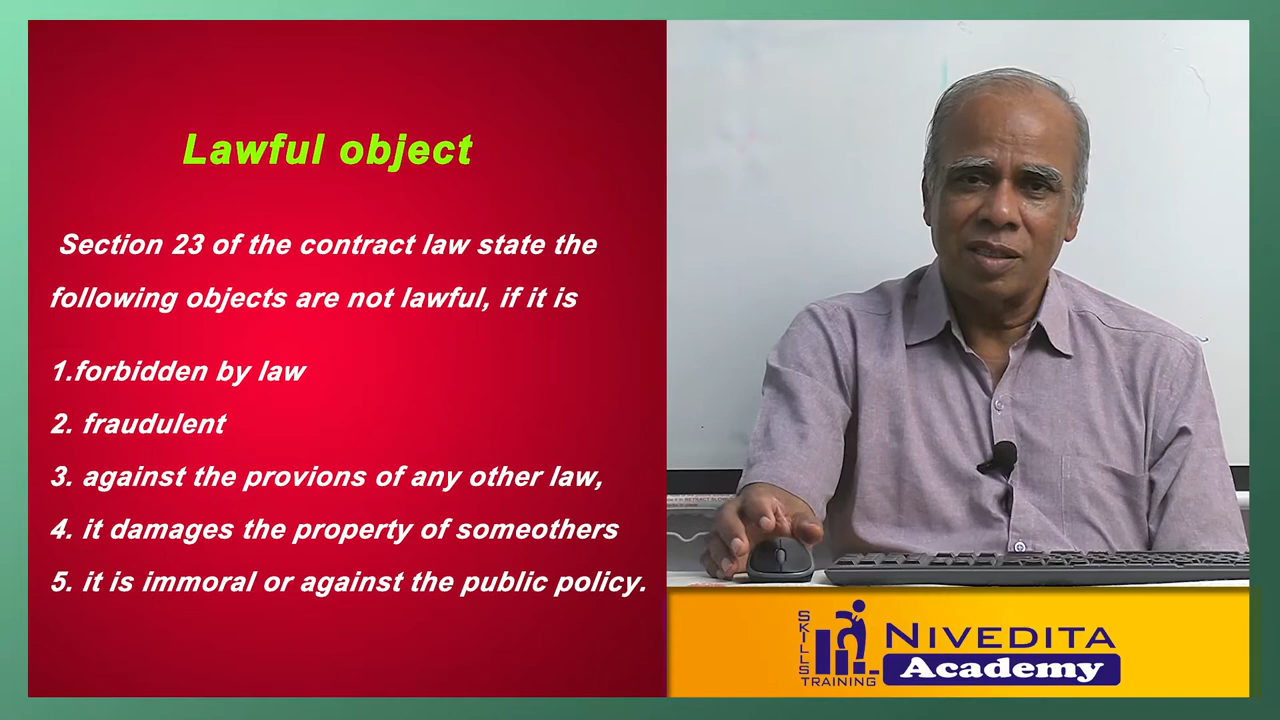 Lawful object
Section 23 of the contract law state the
following objects are not lawful, if it is
1.forbidden by law
2. fraudulent
3. against the provions of any other law,
4. it damages the property of someothers
5. it is immoral or against the public policy.
SKILLS
TRAINING
NIVEDITA
Academy